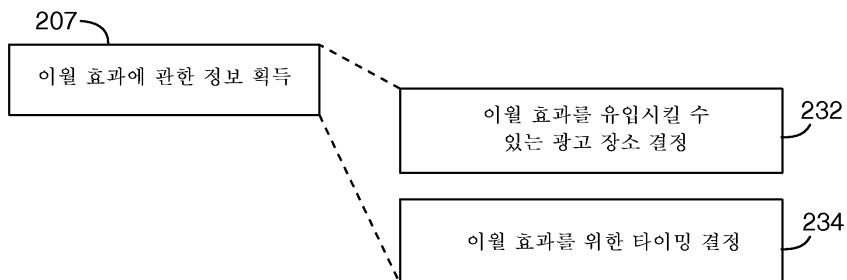 207
이월 효과에 관한 정보 획득
이월 효과를 유입시킬 수
있는 광고 장소 결정
232
이월 효과를 위한 타이밍 결정
234